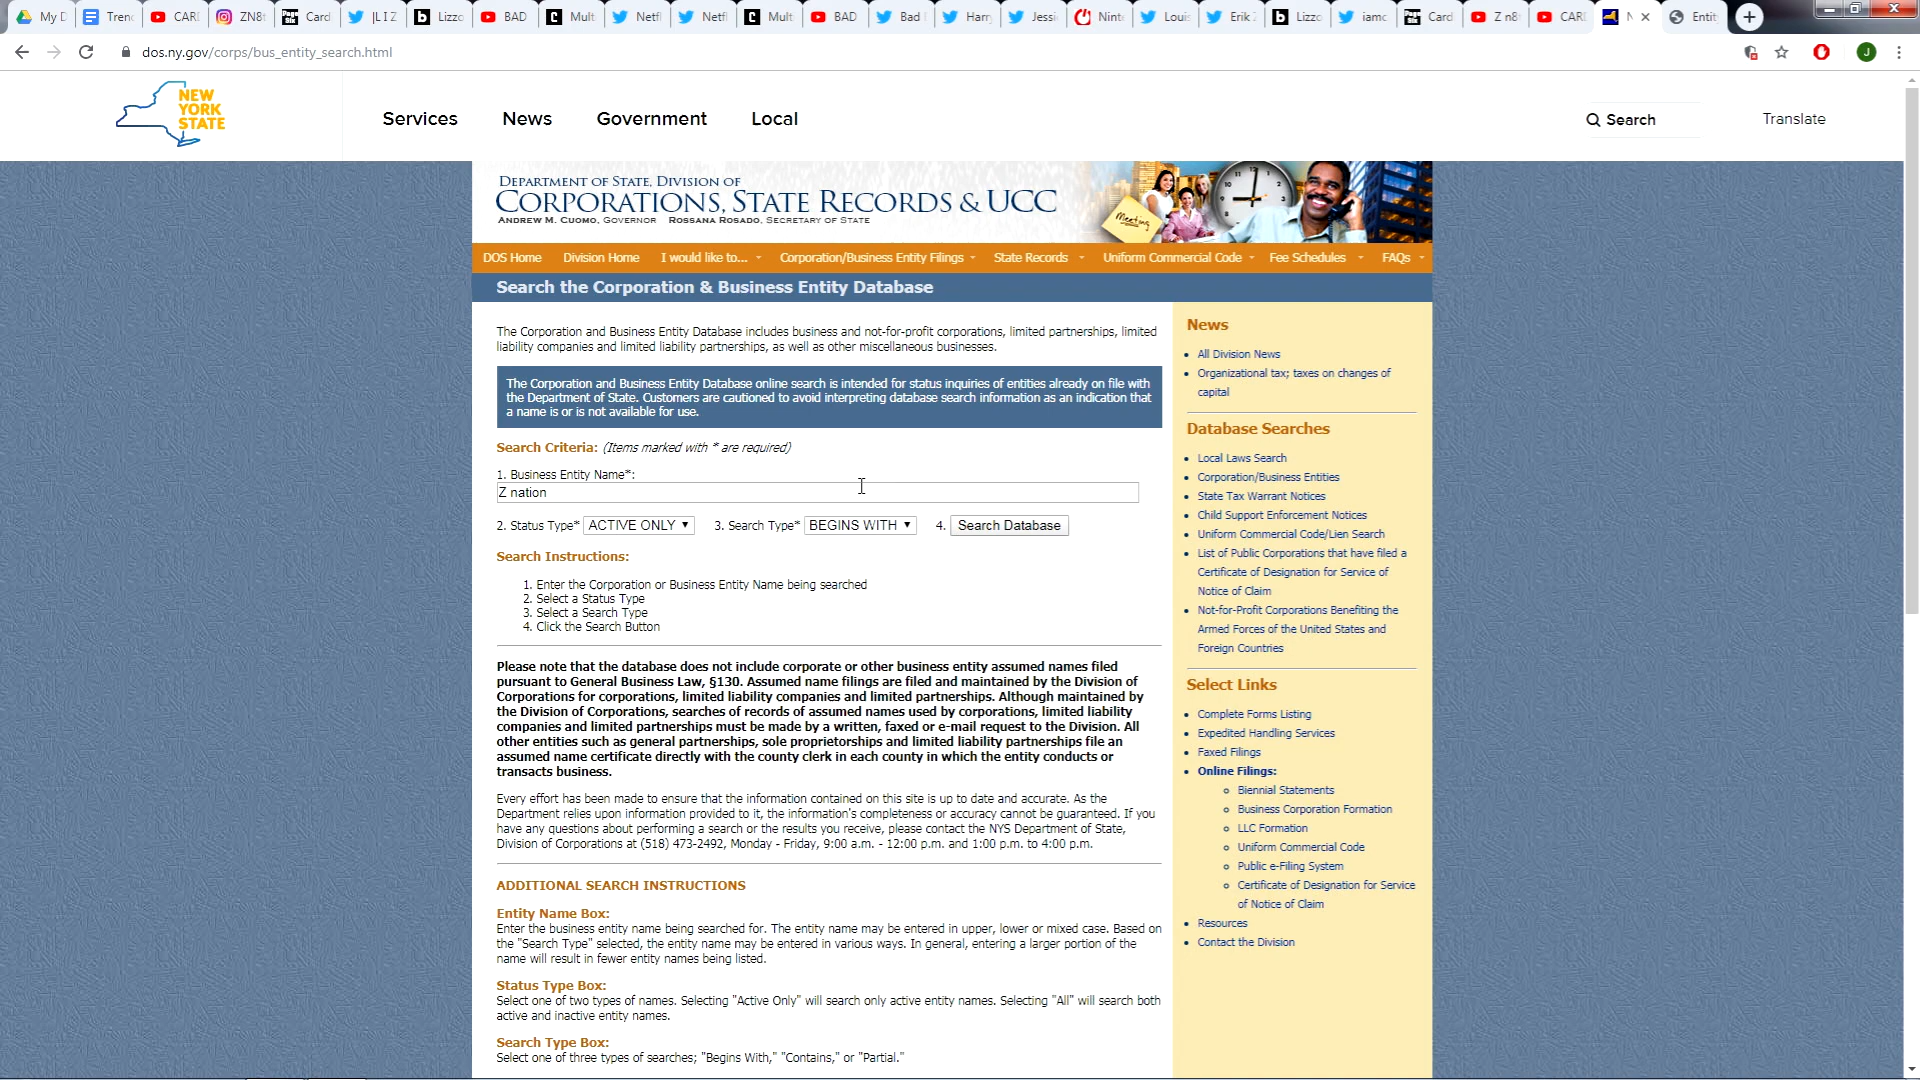 My D
Tren
CARI
ZN8
Card
|L I Z
Lizzo
BAD
Mult
Netfl
Netfl
Mult
BAD
Bad
Harry
Jessi
Ninte
Louis
Erik
Lizzo
iamc
Card
Z n8
CARI
N
Entit
dos.ny.gov/corps/bus_entity_search.html
J
NEW
YORK
STATE
Services News Government Local
Search
Translate
DEPARTMENT OF STATE, DIVISION OF
CORPORATIONS, STATE RECORDS & UCC
ANDREW M. CUOMO, GOVERNOR ROSSANA ROSADO, SECRETARY OF STATE
Meeting
DOS Home Division Home I would like to... Corporation/Business Entity Filings State Records Uniform Commercial Code Fee Schedules FAQs
Search the Corporation & Business Entity Database
The Corporation and Business Entity Database includes business and not-for-profit corporations, limited partnerships, limited
liability companies and limited liability partnerships, as well as other miscellaneous businesses.
The Corporation and Business Entity Database online search is intended for status inquiries of entities already on file with
the Department of State. Customers are cautioned to avoid interpreting database search information as an indication that
a name is or is not available for use.
Search Criteria: (Items marked with * are required)
1. Business Entity Name*:
Z nation
2. Status Type* ACTIVE ONLY 3. Search Type* BEGINS WITH 4. Search Database
Search Instructions:
1. Enter the Corporation or Business Entity Name being searched
2. Select a Status Type
3. Select a Search Type
4. Click the Search Button
Please note that the database does not include corporate or other business entity assumed names filed
pursuant to General Business Law, §130. Assumed name filings are filed and maintained by the Division of
Corporations for corporations, limited liability companies and limited partnerships. Although maintained by
the Division of Corporations, searches of records of assumed names used by corporations, limited liability
companies and limited partnerships must be made by a written, faxed or e-mail request to the Division. All
other entities such as general partnerships, sole proprietorships and limited liability partnerships file an
assumed name certificate directly with the county clerk in each county in which the entity conducts or
transacts business.
Every effort has been made to ensure that the information contained on this site is up to date and accurate. As the
Department relies upon information provided to it, the information's completeness or accuracy cannot be guaranteed. If you
have any questions about performing a search or the results you receive, please contact the NYS Department of State,
Division of Corporations at (518) 473-2492, Monday - Friday, 9:00 a.m. - 12:00 p.m. and 1:00 p.m. to 4:00 p.m.
ADDITIONAL SEARCH INSTRUCTIONS
Entity Name Box:
Enter the business entity name being searched for. The entity name may be entered in upper, lower or mixed case. Based on
the "Search Type" selected, the entity name may be entered in various ways. In general, entering a larger portion of the
name will result in fewer entity names being listed.
Status Type Box:
Select one of two types of names. Selecting "Active Only" will search only active entity names. Selecting "All" will search both
active and inactive entity names.
Search Type Box:
Select one of three types of searches; "Begins With," "Contains," or "Partial."
News
All Division News
Organizational tax; taxes on changes of
capital
Database Searches
Local Laws Search
Corporation/Business Entities
State Tax Warrant Notices
Child Support Enforcement Notices
Uniform Commercial Code/Lien Search
List of Public Corporations that have filed a
Certificate of Designation for Service of
Notice of Claim
Not-for-Profit Corporations Benefiting the
Armed Forces of the United States and
Foreign Countries
Select Links
Complete Forms Listing
Expedited Handling Services
Faxed Filings
Online Filings:
Biennial Statements
Business Corporation Formation
LLC Formation
Uniform Commercial Code
Public e-Filing System
Certificate of Designation for Service
of Notice of Claim
Resources
Contact the Division